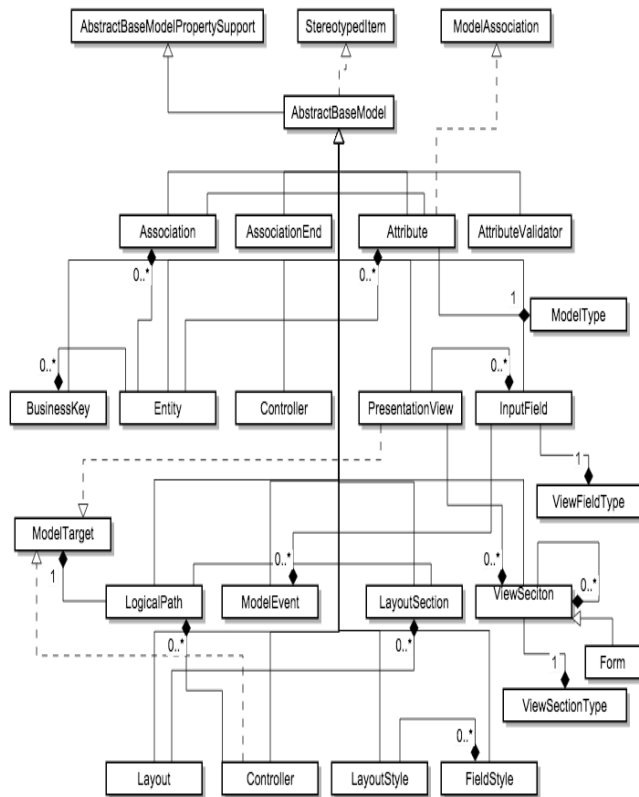 AbstractBaseModelPropertySupport
StereotypedItem
ModelAssociation
AbstractBaseModel
Association
AssociationEnd
Attribute
AttributeValidator
0..*
0..*
1
ModelType
0..*
0..*
BusinessKey
Entity
Controller
PresentationView
InputField
1
ViewFieldType
ModelTarget
1
0..*
0..*
0..*
LogicalPath
ModelEvent
LayoutSection
ViewSeciton
0..*
0..*
1
Form
ViewSectionType
0..*
Layout
Controller
LayoutStyle
FieldStyle